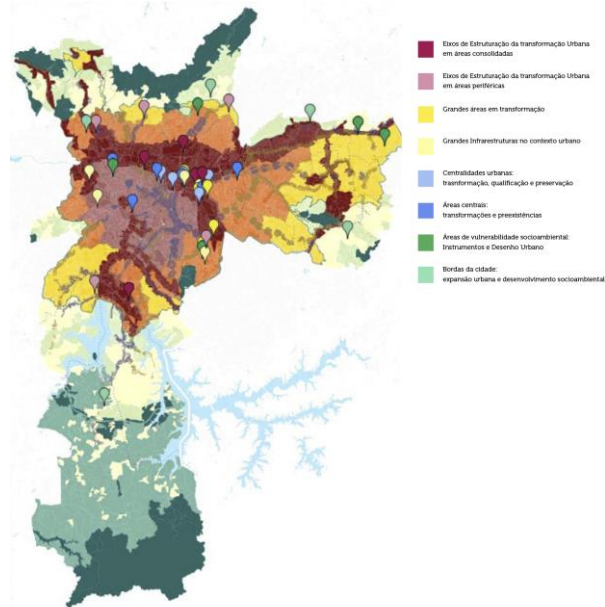 Eixos de Estruturação da transformação Urbana
em áreas consolidadas
Eixos de Estruturação da transformação Urbana
em áreas periféricas
Grandes áreas em transformação
Grandes Infraestruturas no contexto urbano
Centralidades urbanas:
trasnformação, qualificação e preservação
Áreas centrais:
transformações e preexistências
Áreas de vulnerabilidade socioambiental:
Instrumentos e Desenho Urbano
Bordas da cidade:
expansão urbana e desenvolvimento socioambiental